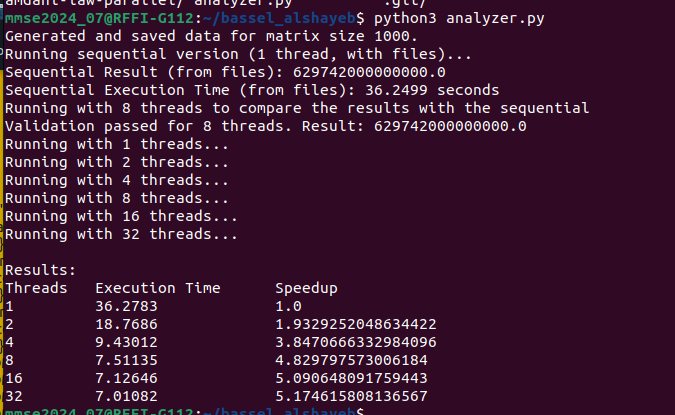 amdahl-law-parallel/ analyzer.py .git/
mmse2024_07@RFFI-G112:~/bassel_alshayeb$ python3 analyzer.py
Generated and saved data for matrix size 1000.
Running sequential version (1 thread, with files)...
Sequential Result (from files): 629742000000000.0
Sequential Execution Time (from files): 36.2499 seconds
Running with 8 threads to compare the results with the sequential
Validation passed for 8 threads. Result: 629742000000000.0
Running with 1 threads...
Running with 2 threads...
Running with 4 threads...
Running with 8 threads...
Running with 16 threads...
Running with 32 threads...
Results:
Threads Execution Time Speedup
1 36.2783 1.0
2 18.7686 1.9329252048634422
4 9.43012 3.8470666332984096
8 7.51135 4.829797573006184
16 7.12646 5.090648091759443
32 7.01082 5.174615808136567
mmse2024_07@RFFI-G112:~/bassel_alshayeb$